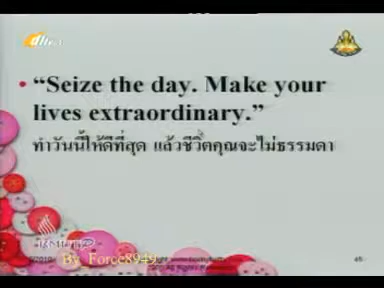 • “Seize the day. Make your
lives extraordinary.”
ทำวันนี้ให้ดีที่สุด แล้วชีวิตคุณจะไม่ธรรมดา
By Force8949